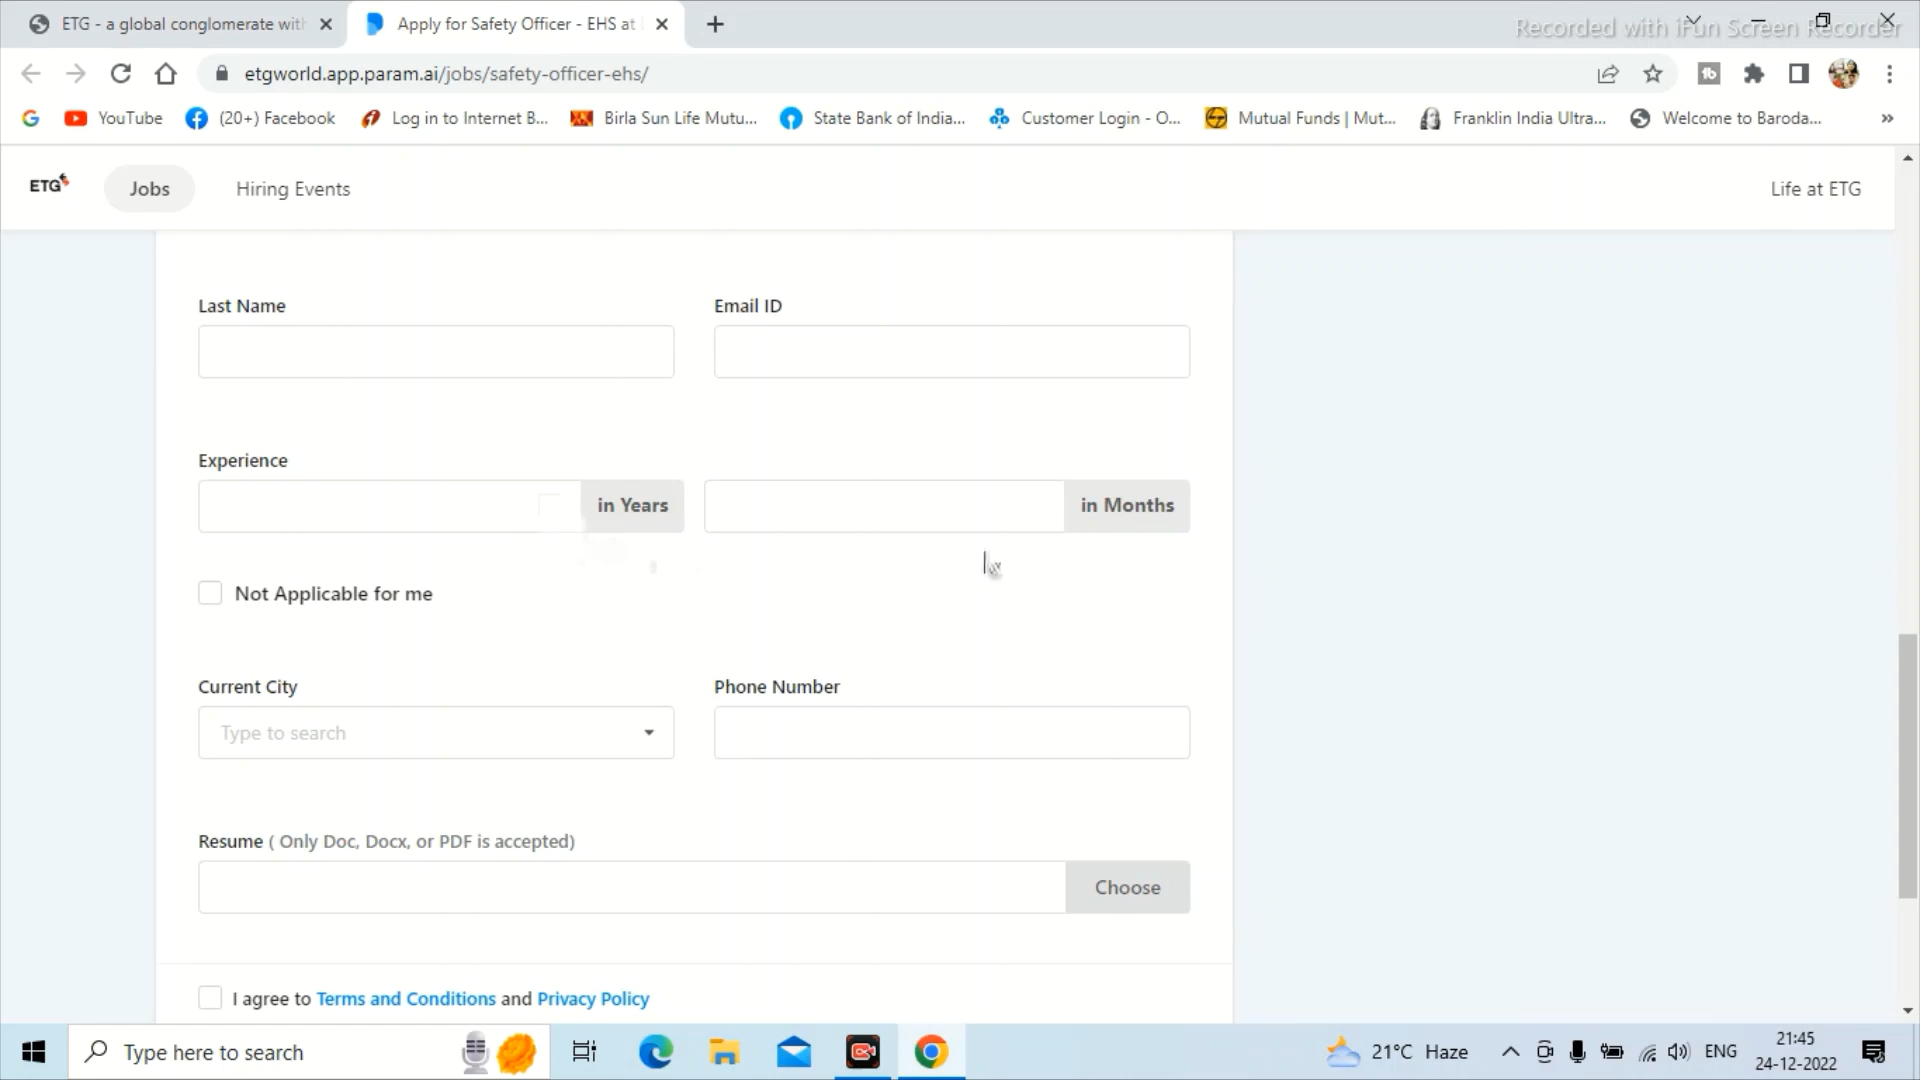 ETG - a global conglomerate with
Apply for Safety Officer - EHS at
Recorded with iFun Screen Recorder
etgworld.app.param.ai/jobs/safety-officer-ehs/
YouTube
(20+) Facebook
Log in to Internet B...
Birla Sun Life Mutu...
State Bank of India...
Customer Login - O...
Mutual Funds | Mut...
Franklin India Ultra...
Welcome to Baroda...
»
ETG
Jobs
Hiring Events
Life at ETG
Last Name
Email ID
Experience
in Years
in Months
Not Applicable for me
Current City
Phone Number
Type to search
Resume ( Only Doc, Docx, or PDF is accepted)
Choose
I agree to Terms and Conditions and Privacy Policy
Type here to search
21°C Haze
ENG
21:45
24-12-2022